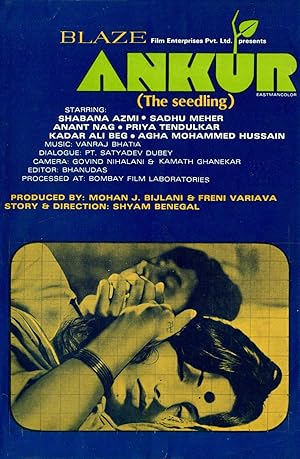 BLAZE Film Enterprises Pvt. Ltd. presents
ANKUR
EASTMANCOLOR
(The seedling)
STARRING:
SHABANA AZMI • SADHU MEHER
ANANT NAG • PRIYA TENDULKAR
KADAR ALI BEG • AGHA MOHAMMED HUSSAIN
MUSIC: VANRAJ BHATIA
DIALOGUE: PT. SATYADEV DUBEY
CAMERA: GOVIND NIHALANI & KAMATH GHANEKAR
EDITOR: BHANUDAS
PROCESSED AT: BOMBAY FILM LABORATORIES
PRODUCED BY: MOHAN J. BIJLANI & FRENI VARIAVA
STORY & DIRECTION: SHYAM BENEGAL